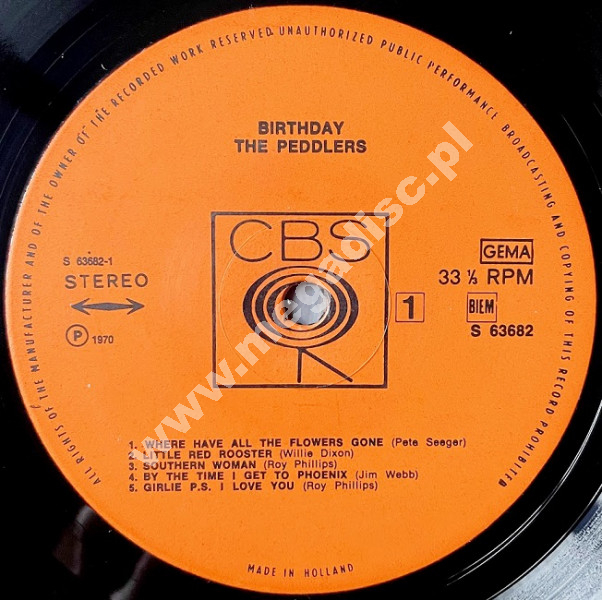 ALL RIGHTS OF THE MANUFACTURER AND OF THE OWNER OF THE RECORDED WORK RESERVED. UNAUTHORIZED PUBLIC PERFORMANCE BROADCASTING AND COPYING OF THIS RECORD PROHIBITED
BIRTHDAY
THE PEDDLERS
CBS
S 63682-1
STEREO
P 1970
GEMA
33 ⅓ RPM
1
BIEM
S 63682
www.megadisc.pl
1. WHERE HAVE ALL THE FLOWERS GONE (Pete Seeger)
2. LITTLE RED ROOSTER (Willie Dixon)
3. SOUTHERN WOMAN (Roy Phillips)
4. BY THE TIME I GET TO PHOENIX (Jim Webb)
5. GIRLIE P.S. I LOVE YOU (Roy Phillips)
MADE IN HOLLAND